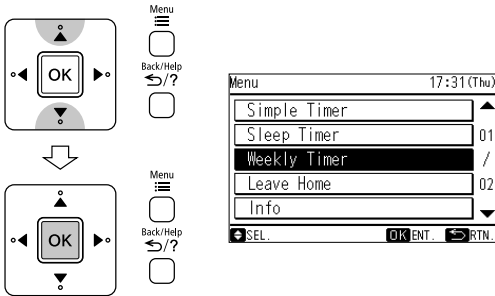 Menu
OK
Back/Help
/?
Menu
OK
Back/Help
/?
Menu 17:31(Thu)
Simple Timer
Sleep Timer 01
Weekly Timer /
Leave Home 02
Info
SEL. OK ENT. RTN.